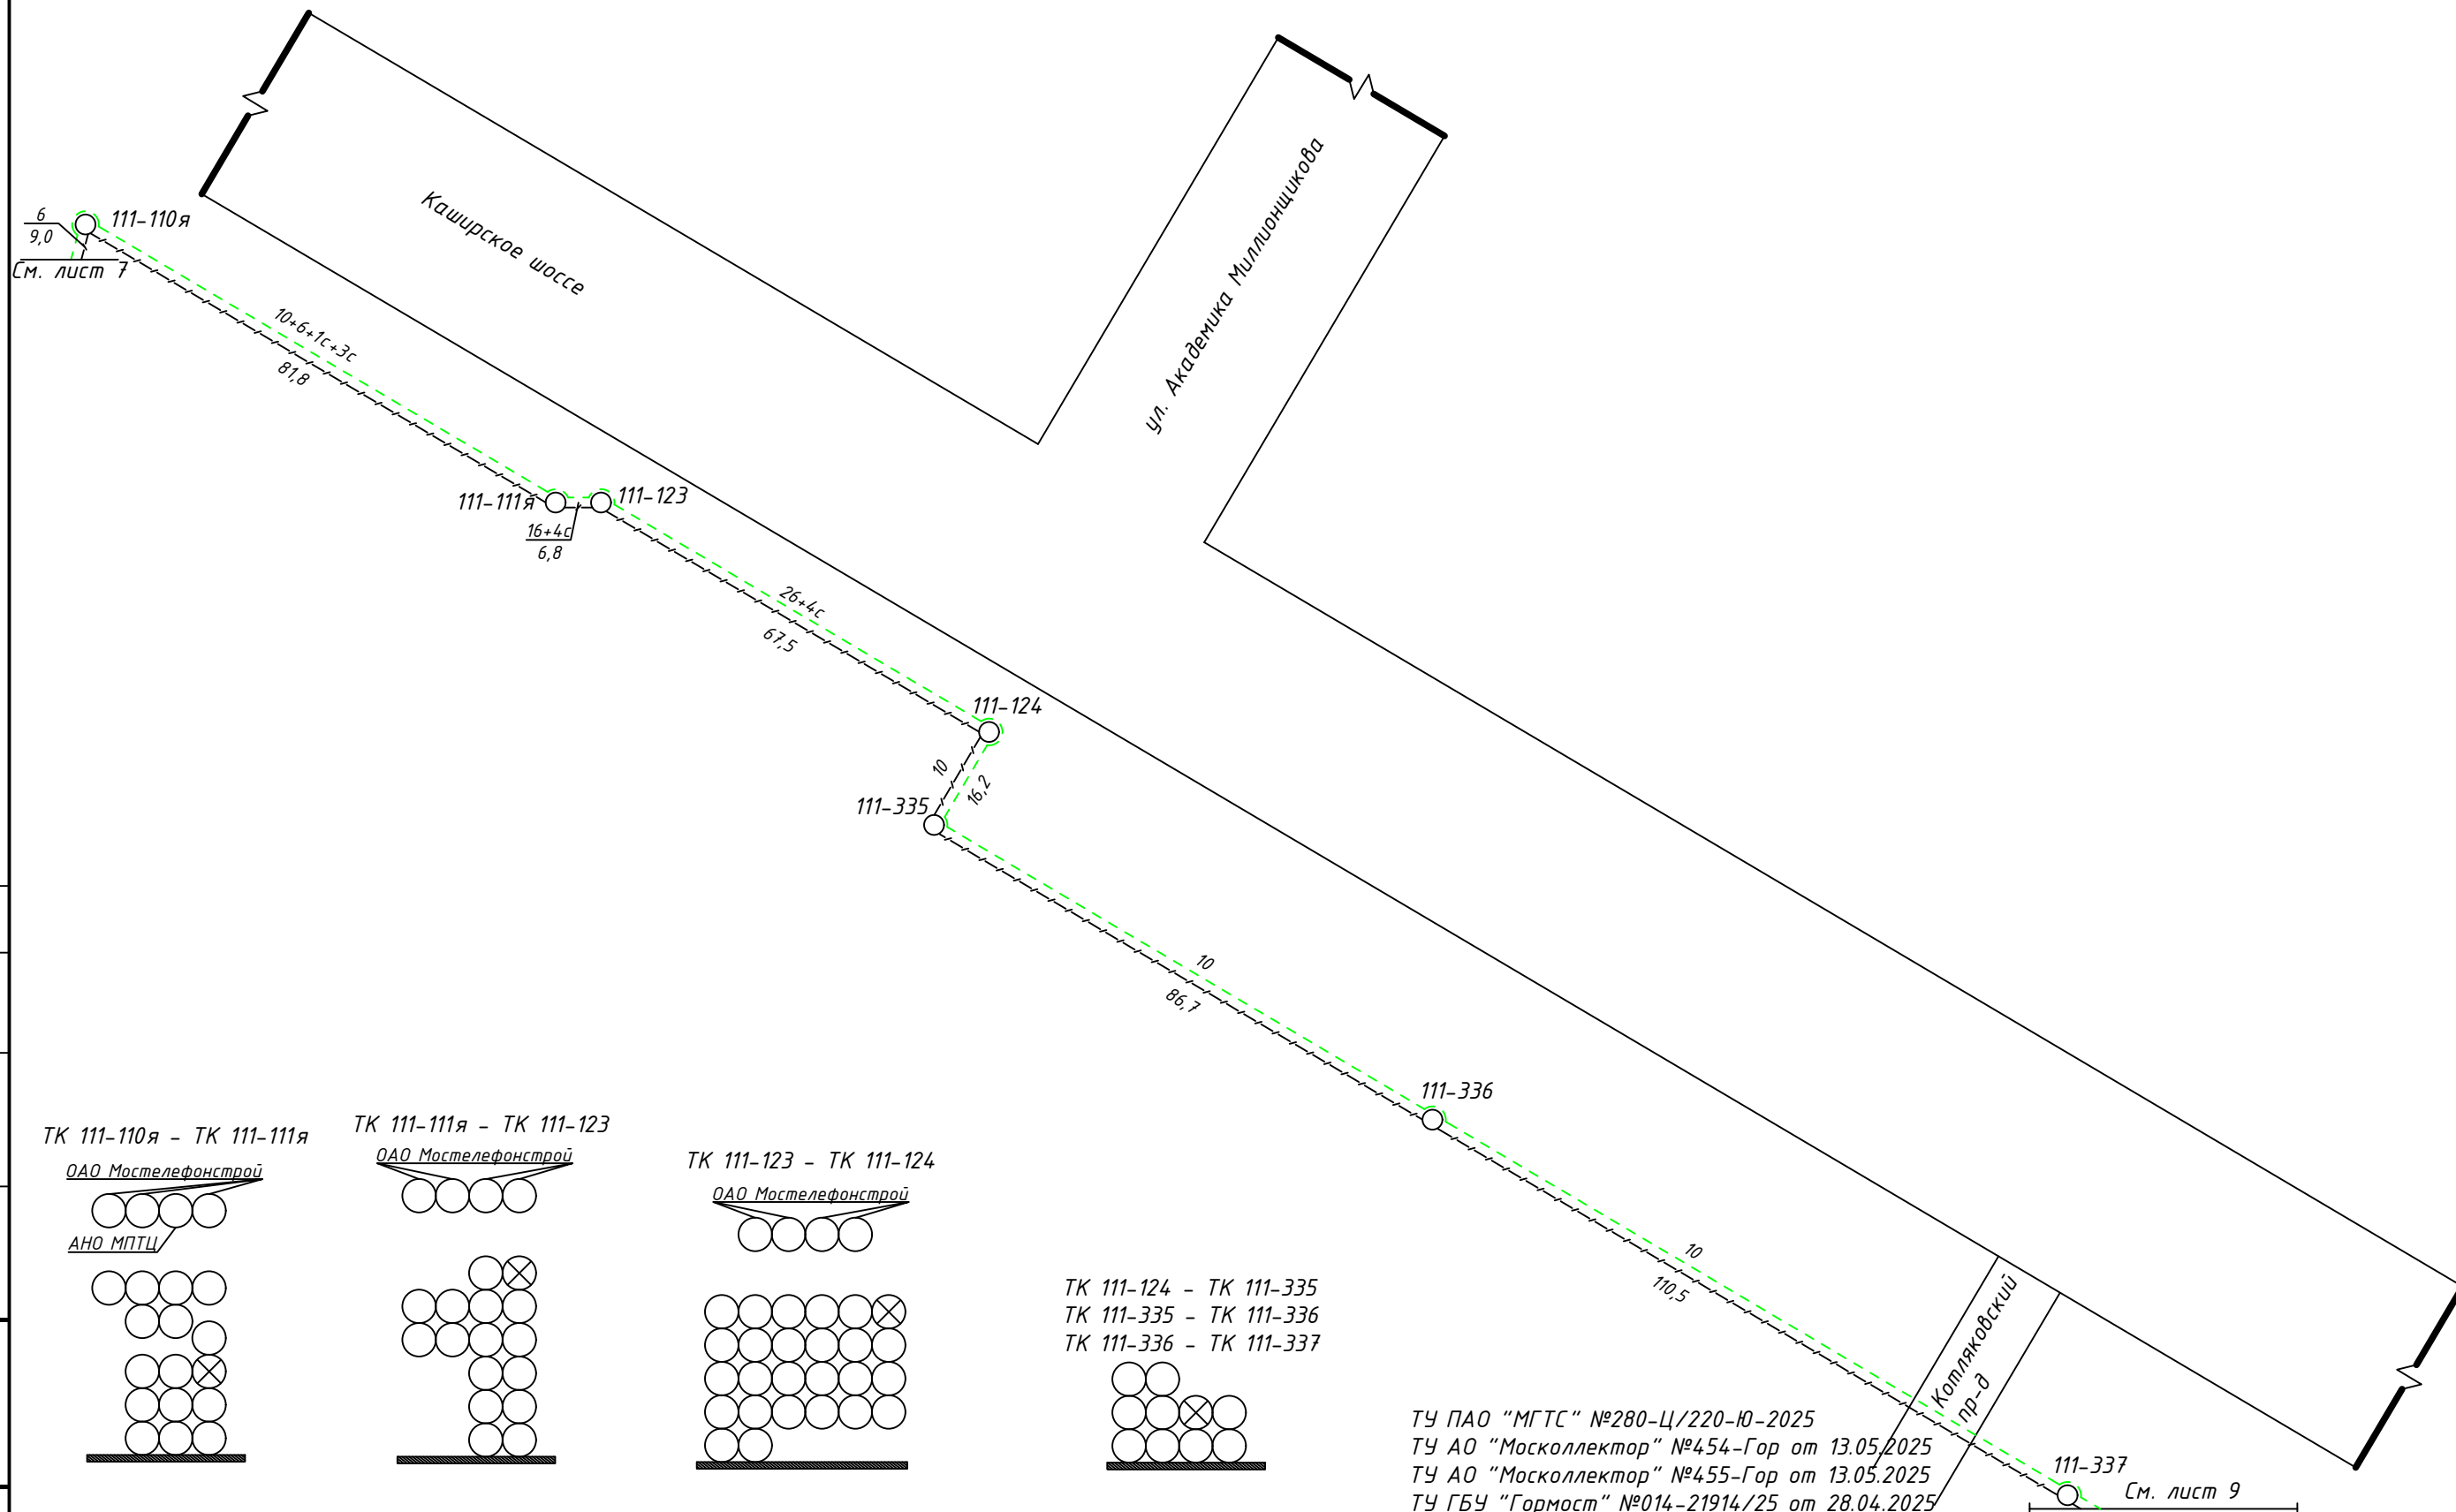 Каширское шоссе
ул. Академика Миллионщикова
6
9,0
111-110я
См. лист 7
10+6+1с+3с
81,8
111-111я
111-123
16+4с
6,8
26+4с
67,5
111-124
10
16,2
111-335
10
86,7
111-336
10
110,5
Котляковский
пр-д
111-337
См. лист 9
ТК 111-110я - ТК 111-111я
ОАО Мостелефонстрой
АНО МПТЦ
ТК 111-111я - ТК 111-123
ОАО Мостелефонстрой
ТК 111-123 - ТК 111-124
ОАО Мостелефонстрой
ТК 111-124 - ТК 111-335
ТК 111-335 - ТК 111-336
ТК 111-336 - ТК 111-337
ТУ ПАО "МГТС" №280-Ц/220-Ю-2025
ТУ АО "Москоллектор" №454-Гор от 13.05.2025
ТУ АО "Москоллектор" №455-Гор от 13.05.2025
ТУ ГБУ "Гормост" №014-21914/25 от 28.04.2025